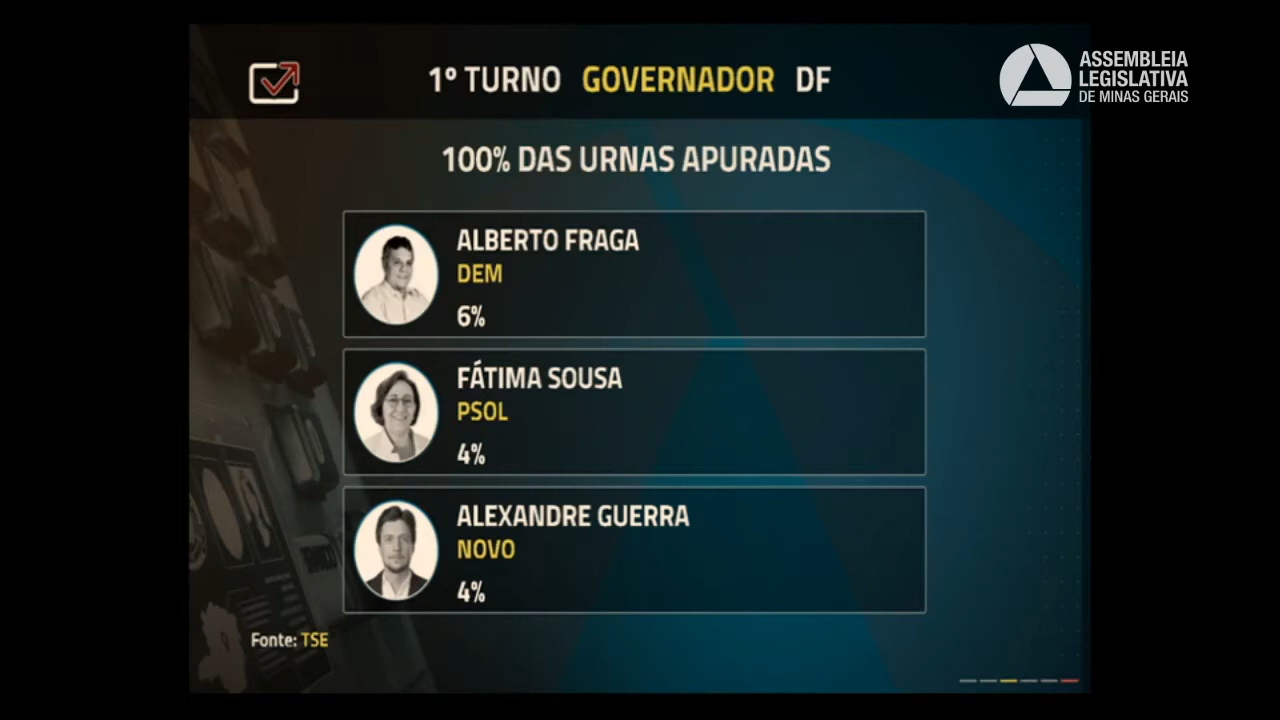 1º TURNO GOVERNADOR DF
ASSEMBLEIA
LEGISLATIVA
DE MINAS GERAIS
100% DAS URNAS APURADAS
ALBERTO FRAGA
DEM
6%
FÁTIMA SOUSA
PSOL
4%
ALEXANDRE GUERRA
NOVO
4%
Fonte: TSE